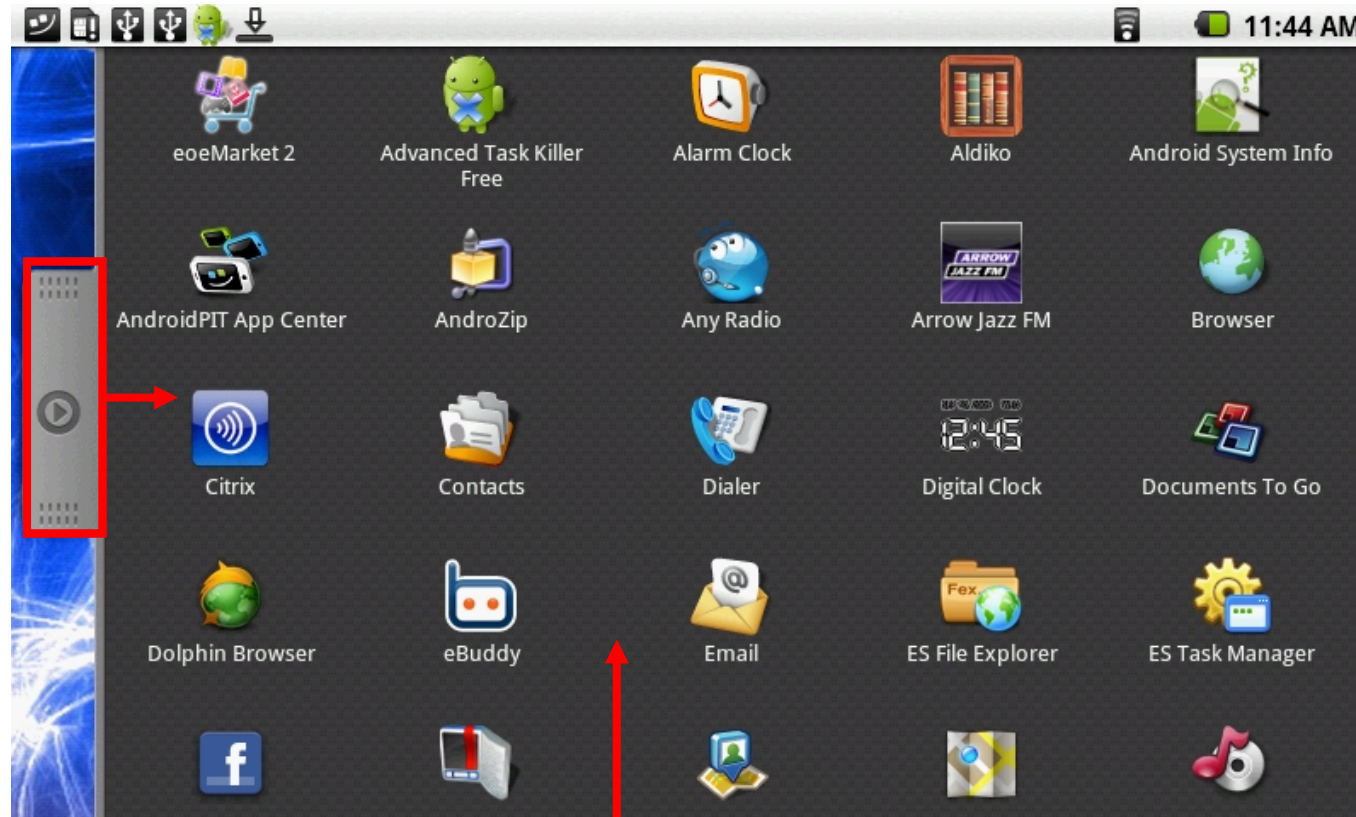 11:44 AM
eoeMarket 2
Advanced Task Killer
Free
Alarm Clock
Aldiko
Android System Info
ARROW
JAZZ FM
AndroidPIT App Center
AndroZip
Any Radio
Arrow Jazz FM
Browser
12:45
Citrix
Contacts
Dialer
Digital Clock
Documents To Go
@
Fex
Dolphin Browser
eBuddy
Email
ES File Explorer
ES Task Manager
f